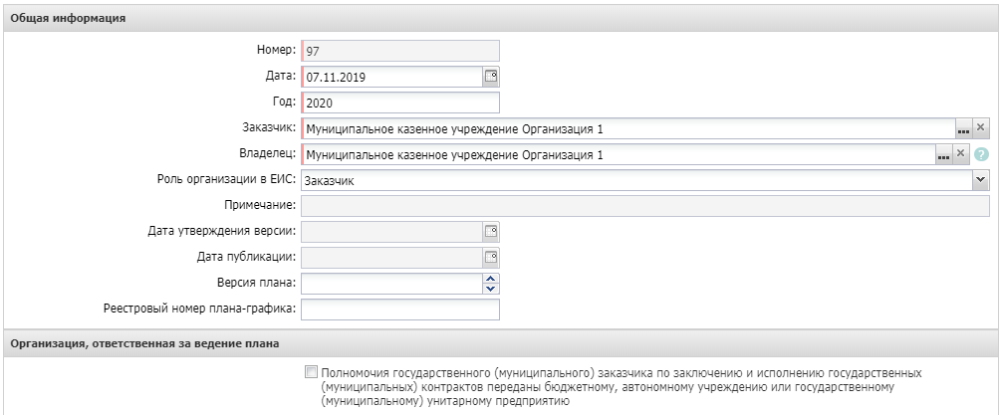 Общая информация
Номер: 97
Дата: 07.11.2019
Год: 2020
Заказчик: Муниципальное казенное учреждение Организация 1 ... ×
Владелец: Муниципальное казенное учреждение Организация 1 ... × ?
Роль организации в ЕИС: Заказчик
Примечание:
Дата утверждения версии:
Дата публикации:
Версия плана:
Реестровый номер плана-графика:
Организация, ответственная за ведение плана
Полномочия государственного (муниципального) заказчика по заключению и исполнению государственных
(муниципальных) контрактов переданы бюджетному, автономному учреждению или государственному
(муниципальному) унитарному предприятию